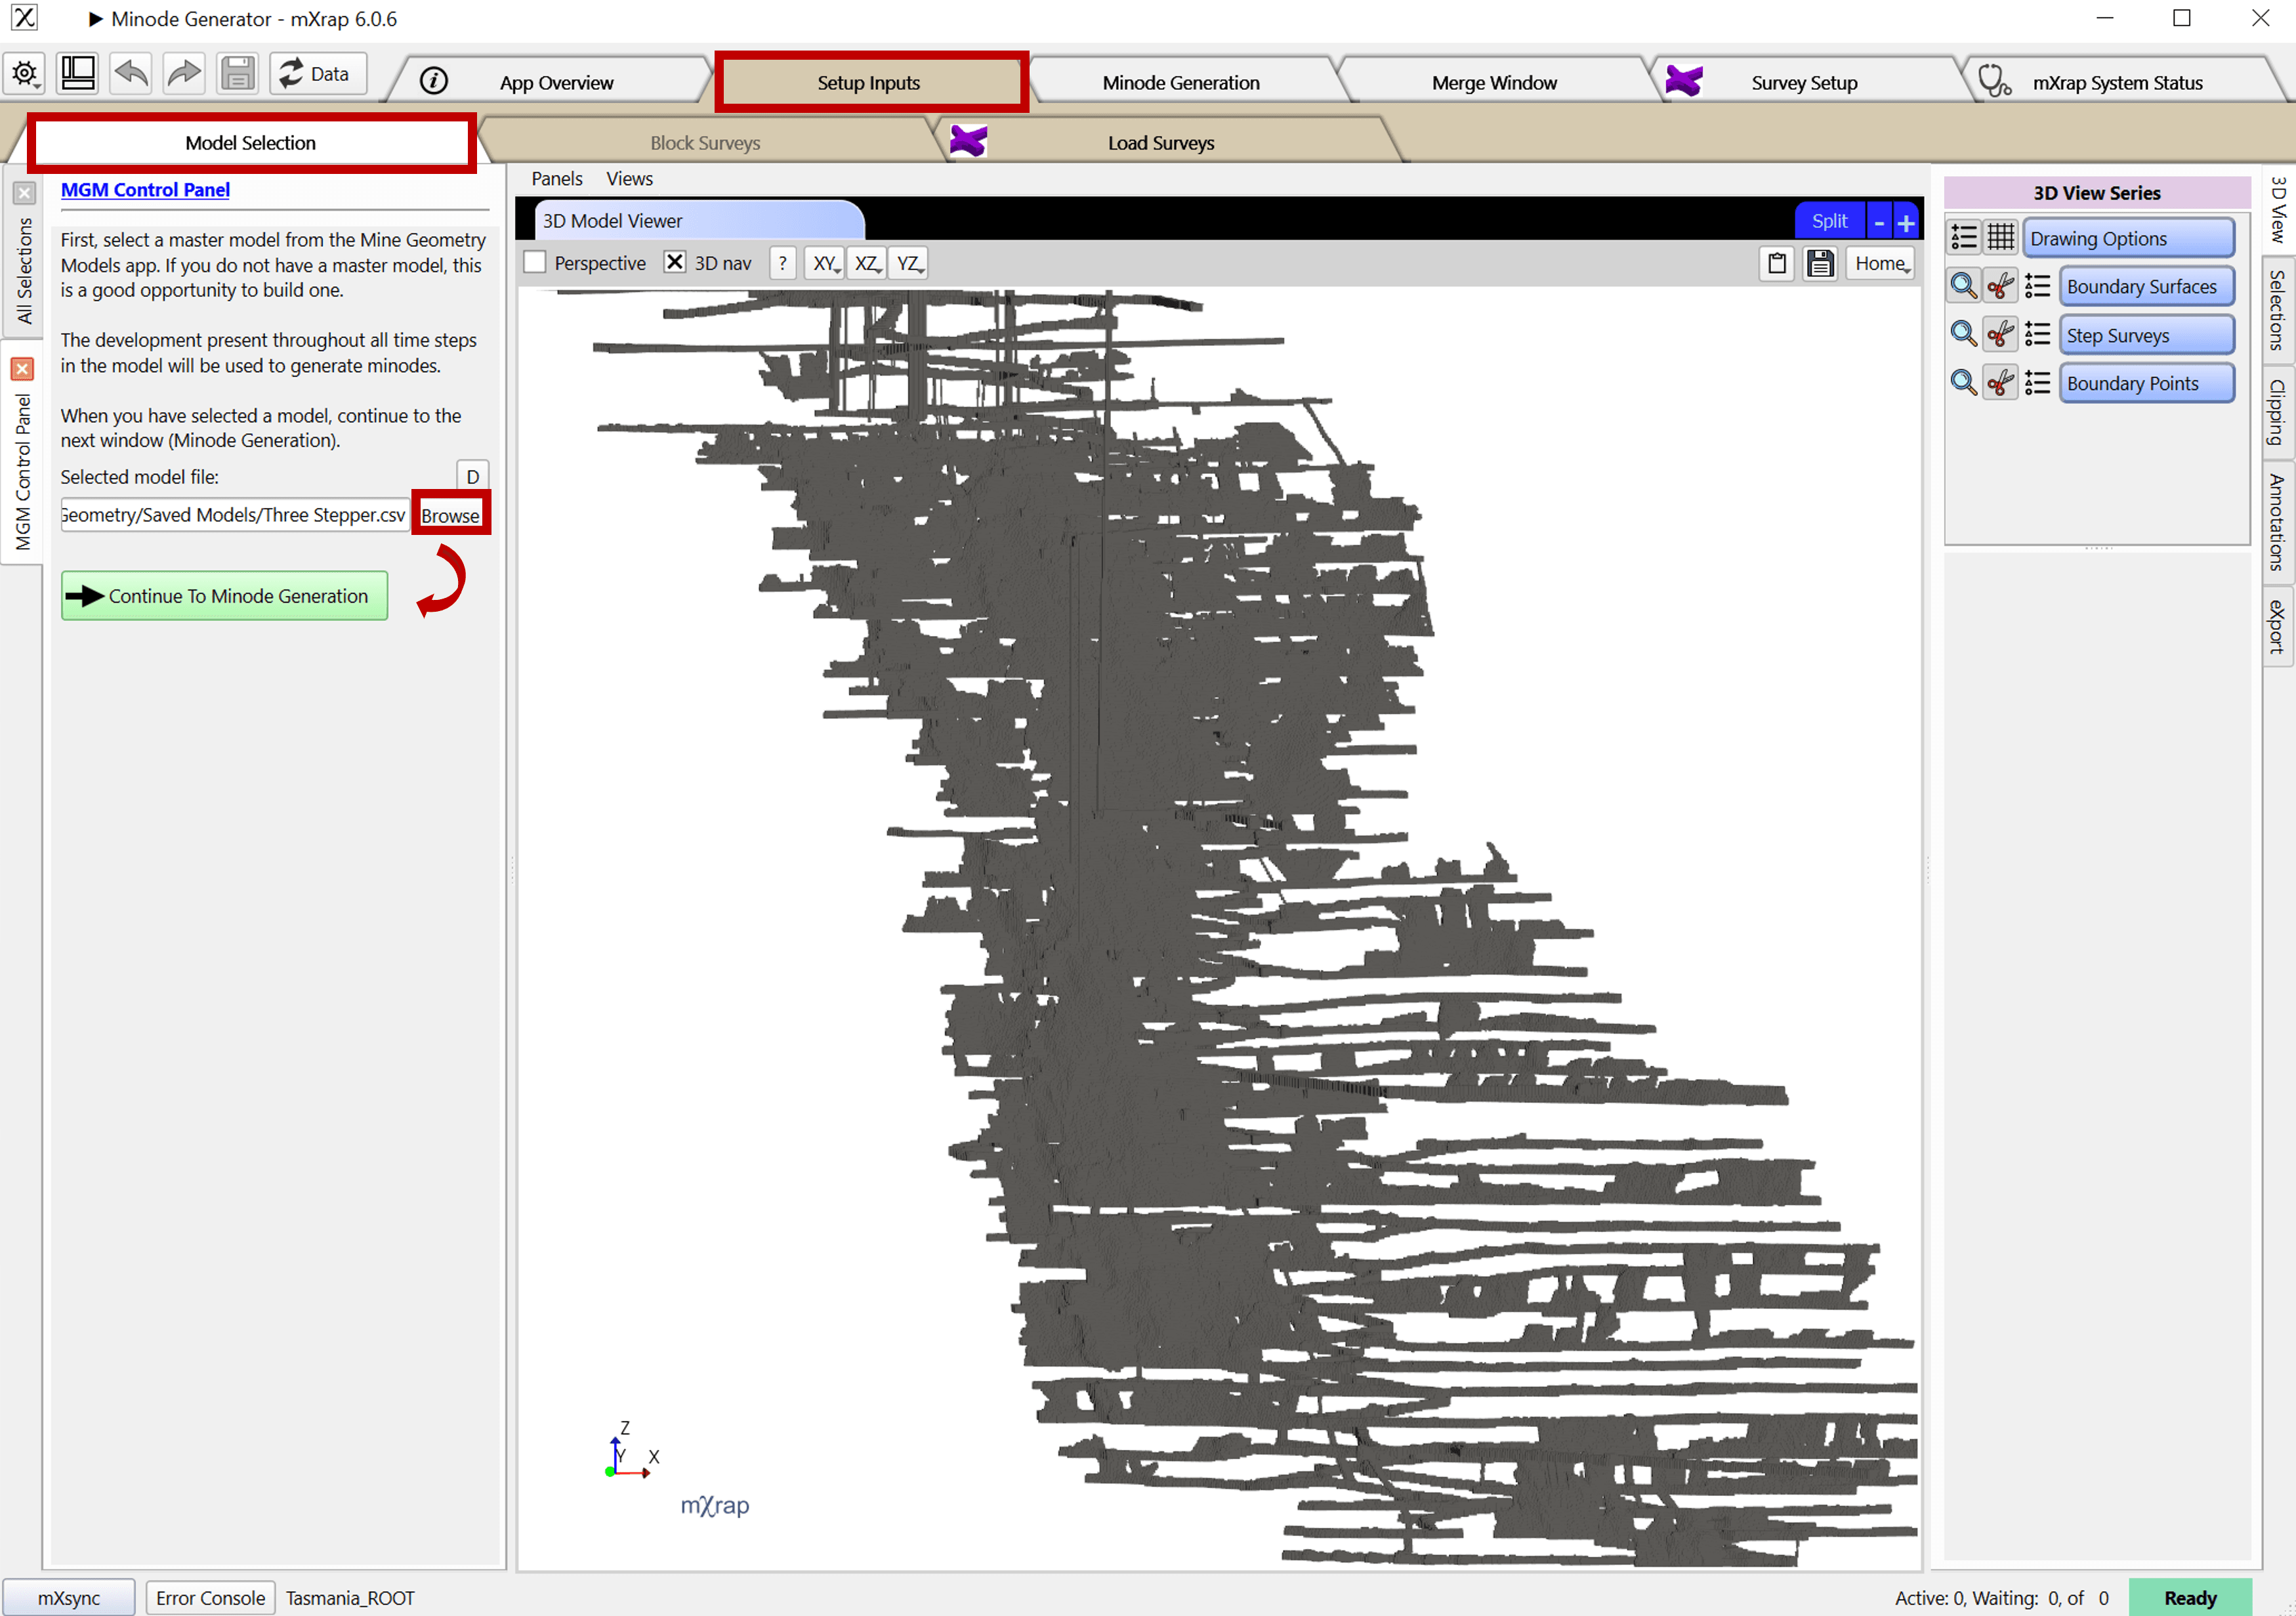 Minode Generator - mXrap 6.0.6
Data
App Overview
Setup Inputs
Minode Generation
Merge Window
Survey Setup
mXrap System Status
Model Selection
Block Surveys
Load Surveys
All Selections
MGM Control Panel
MGM Control Panel
First, select a master model from the Mine Geometry
Models app. If you do not have a master model, this
is a good opportunity to build one.
The development present throughout all time steps
in the model will be used to generate minodes.
When you have selected a model, continue to the
next window (Minode Generation).
Selected model file:
D
Geometry/Saved Models/Three Stepper.csv
Browse
Continue To Minode Generation
Panels
Views
3D Model Viewer
Split
-
+
Perspective
3D nav
?
XY
XZ
YZ
Home
Z
Y
X
mXrap
3D View Series
Drawing Options
Boundary Surfaces
Step Surveys
Boundary Points
3D View
Selections
Clipping
Annotations
eXport
mXsync
Error Console
Tasmania_ROOT
Active: 0, Waiting: 0, of 0
Ready